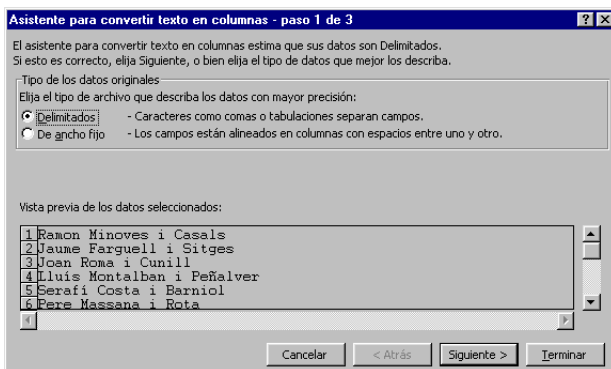 Asistente para convertir texto en columnas - paso 1 de 3
El asistente para convertir texto en columnas estima que sus datos son Delimitados.
Si esto es correcto, elija Siguiente, o bien elija el tipo de datos que mejor los describa.
Tipo de los datos originales
Elija el tipo de archivo que describa los datos con mayor precisión:
Delimitados - Caracteres como comas o tabulaciones separan campos.
De ancho fijo - Los campos están alineados en columnas con espacios entre uno y otro.
Vista previa de los datos seleccionados:
1 Ramon Minoves i Casals
2 Jaume Farguell i Sitges
3 Joan Roma i Cunill
4 Lluís Montalban i Peñalver
5 Serafí Costa i Barniol
6 Pere Massana i Rota
Cancelar < Atrás Siguiente > Terminar